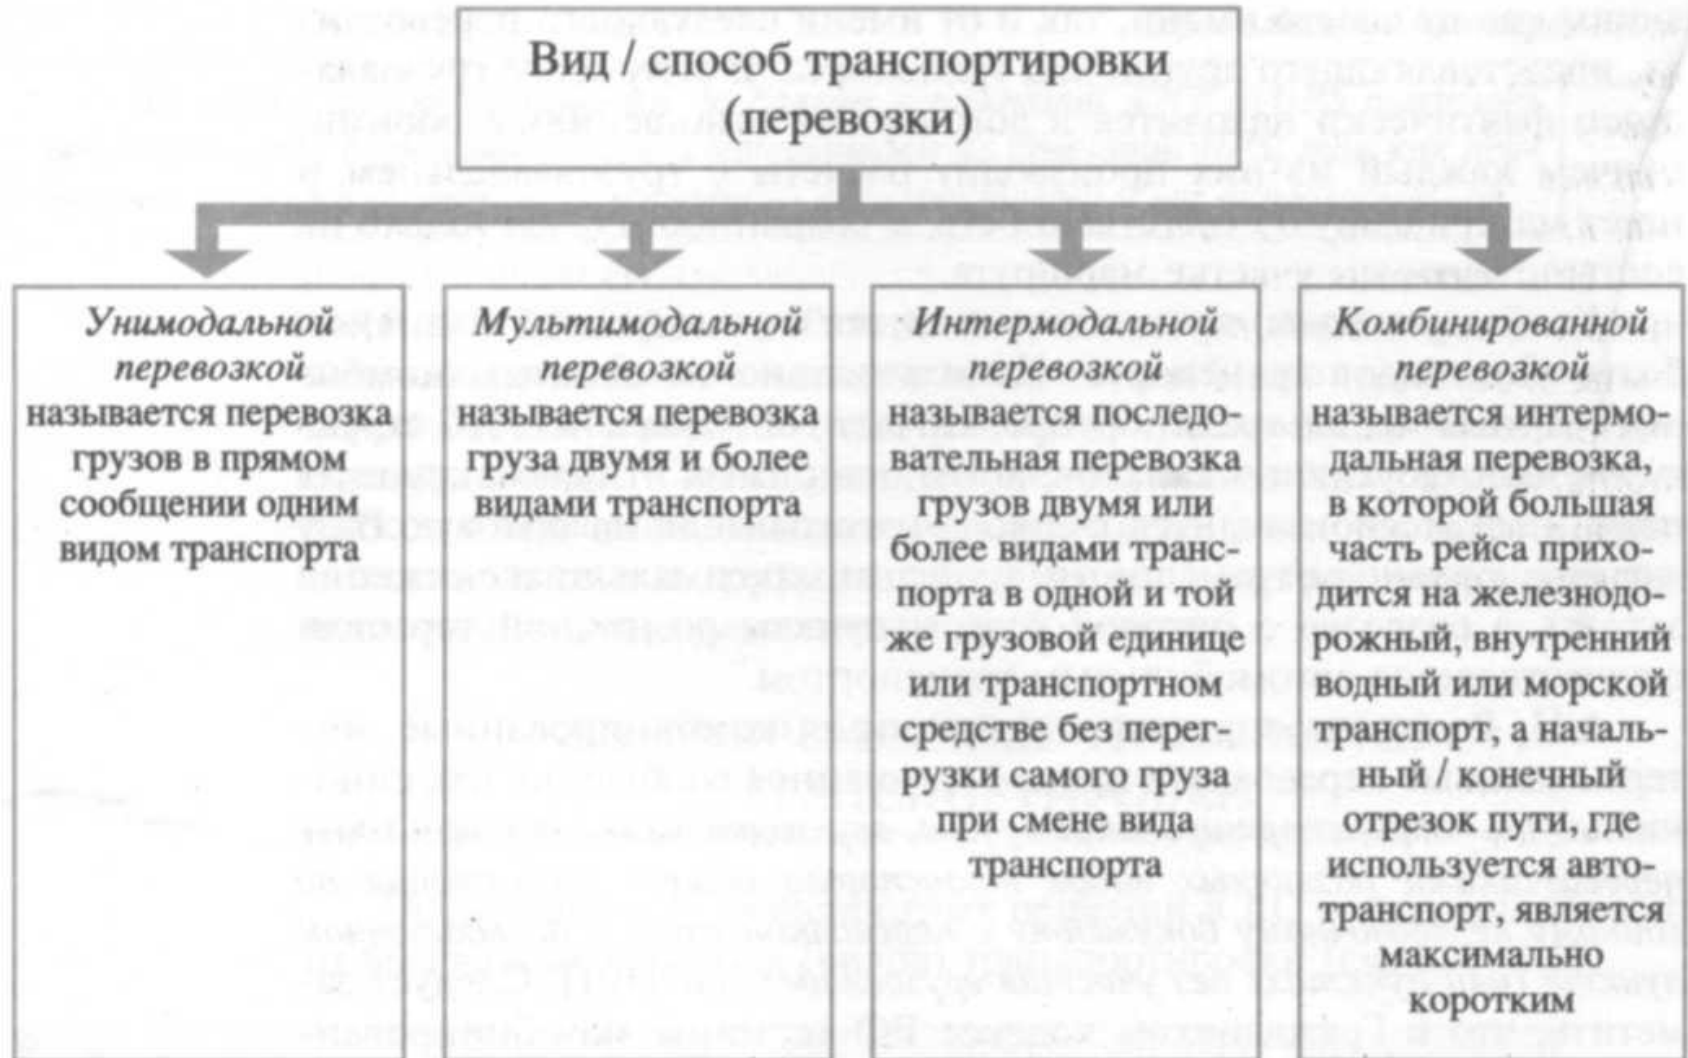 Вид / способ транспортировки
(перевозки)
Унимодальной
перевозкой
называется перевозка
грузов в прямом
сообщении одним
видом транспорта
Мультимодальной
перевозкой
называется перевозка
груза двумя и более
видами транспорта
Интермодальной
перевозкой
называется последо-
вательная перевозка
грузов двумя или
более видами транс-
порта в одной и той
же грузовой единице
или транспортном
средстве без перег-
рузки самого груза
при смене вида
транспорта
Комбинированной
перевозкой
называется интермо-
дальная перевозка,
в которой большая
часть рейса прихо-
дится на железнодо-
рожный, внутренний
водный или морской
транспорт, а началь-
ный / конечный
отрезок пути, где
используется авто-
транспорт, является
максимально
коротким